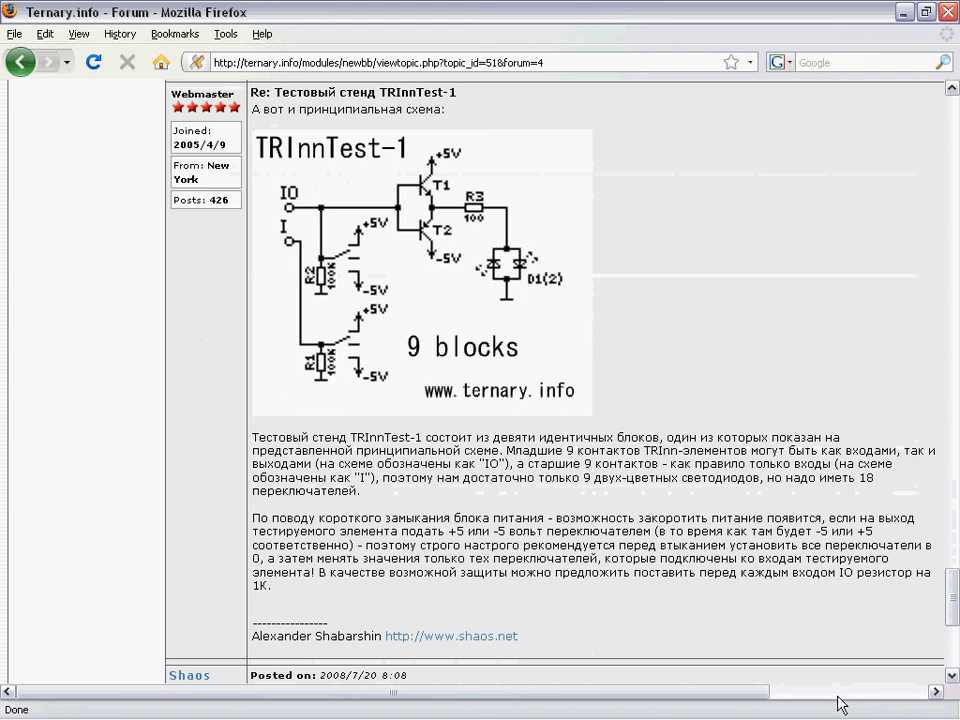 Ternary.info - Forum - Mozilla Firefox
File Edit View History Bookmarks Tools Help
http://ternary.info/modules/newbb/viewtopic.php?topic_id=51&forum=4
Google
Webmaster
Joined:
2005/4/9
From: New
York
Posts: 426
Re: Тестовый стенд TRInnTest-1
А вот и принципиальная схема:
TRInnTest-1
+5V
T1
IO
R3
100
I
+5V
T2
-5V
R2
100K
D1(2)
-5V
+5V
R1
100K
-5V
9 blocks
www.ternary.info
Тестовый стенд TRInnTest-1 состоит из девяти идентичных блоков, один из которых показан на
представленной принципиальной схеме. Младшие 9 контактов TRInn-элементов могут быть как входами, так и
выходами (на схеме обозначены как "IO"), а старшие 9 контактов - как правило только входы (на схеме
обозначены как "I"), поэтому нам достаточно только 9 двух-цветных светодиодов, но надо иметь 18
переключателей.
По поводу короткого замыкания блока питания - возможность закоротить питание появится, если на выход
тестируемого элемента подать +5 или -5 вольт переключателем (в то время как там будет -5 или +5
соответственно) - поэтому строго настрого рекомендуется перед втыканием установить все переключатели в
0, а затем менять значения только тех переключателей, которые подключены ко входам тестируемого
элемента! В качестве возможной защиты можно предложить поставить перед каждым входом IO резистор на
1К.
----------------
Alexander Shabarshin http://www.shaos.net
Shaos
Posted on: 2008/7/20 8:08
Done